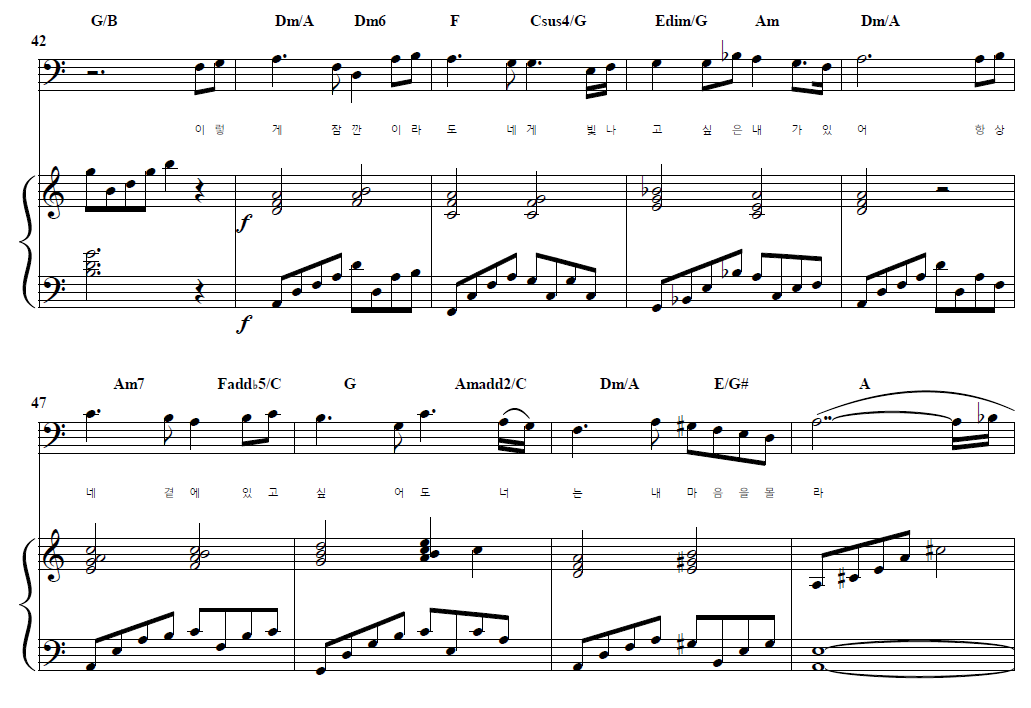 G/B Dm/A Dm6 F Csus4/G Edim/G Am Dm/A
42
이 렇 게 잠 깐 이 라 도 네 게 빛 나 고 싶 은 내 가 있 어 항 상
f
f
Am7 Fadd♭5/C G Amadd2/C Dm/A E/G# A
47
네 곁 에 있 고 싶 어 도 너 는 내 마 음 을 몰 라